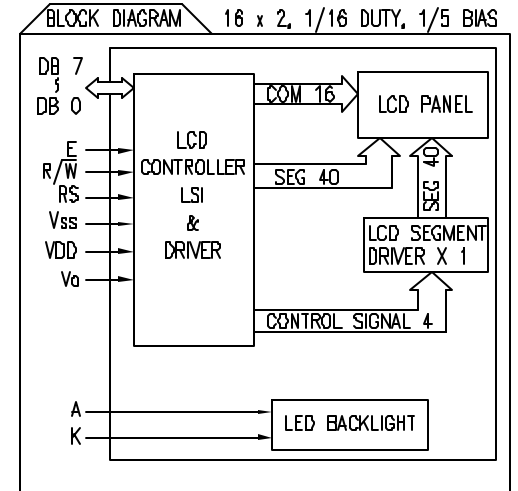 BLOCK DIAGRAM
16 x 2, 1/16 DUTY, 1/5 BIAS
DB 7
DB 0
E
R/W̅
RS
Vss
VDD
Vo
LCD
CONTROLLER
LSI
&
DRIVER
COM 16
LCD PANEL
SEG 40
SEG 40
LCD SEGMENT
DRIVER X 1
CONTROL SIGNAL 4
A
K
LED BACKLIGHT